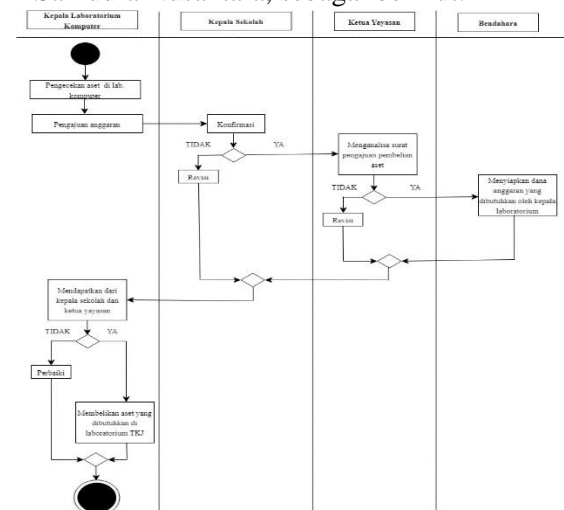 Kepala Laboratorium
Komputer
Kepala Sekolah
Ketua Yayasan
Bendahara
Pengecekan aset di lab.
komputer
Pengajuan anggaran
Konfirmasi
TIDAK
YA
Revisi
Menganalisa surat
pengajuan pembelian
aset
TIDAK
YA
Revisi
Menyiapkan dana
anggaran yang
dibutuhkan oleh kepala
laboratorium
Mendapatkan dari
kepala sekolah dan
ketua yayasan
TIDAK
YA
Perbaiki
Membelikan aset yang
dibutuhkan di
laboratorium TKJ